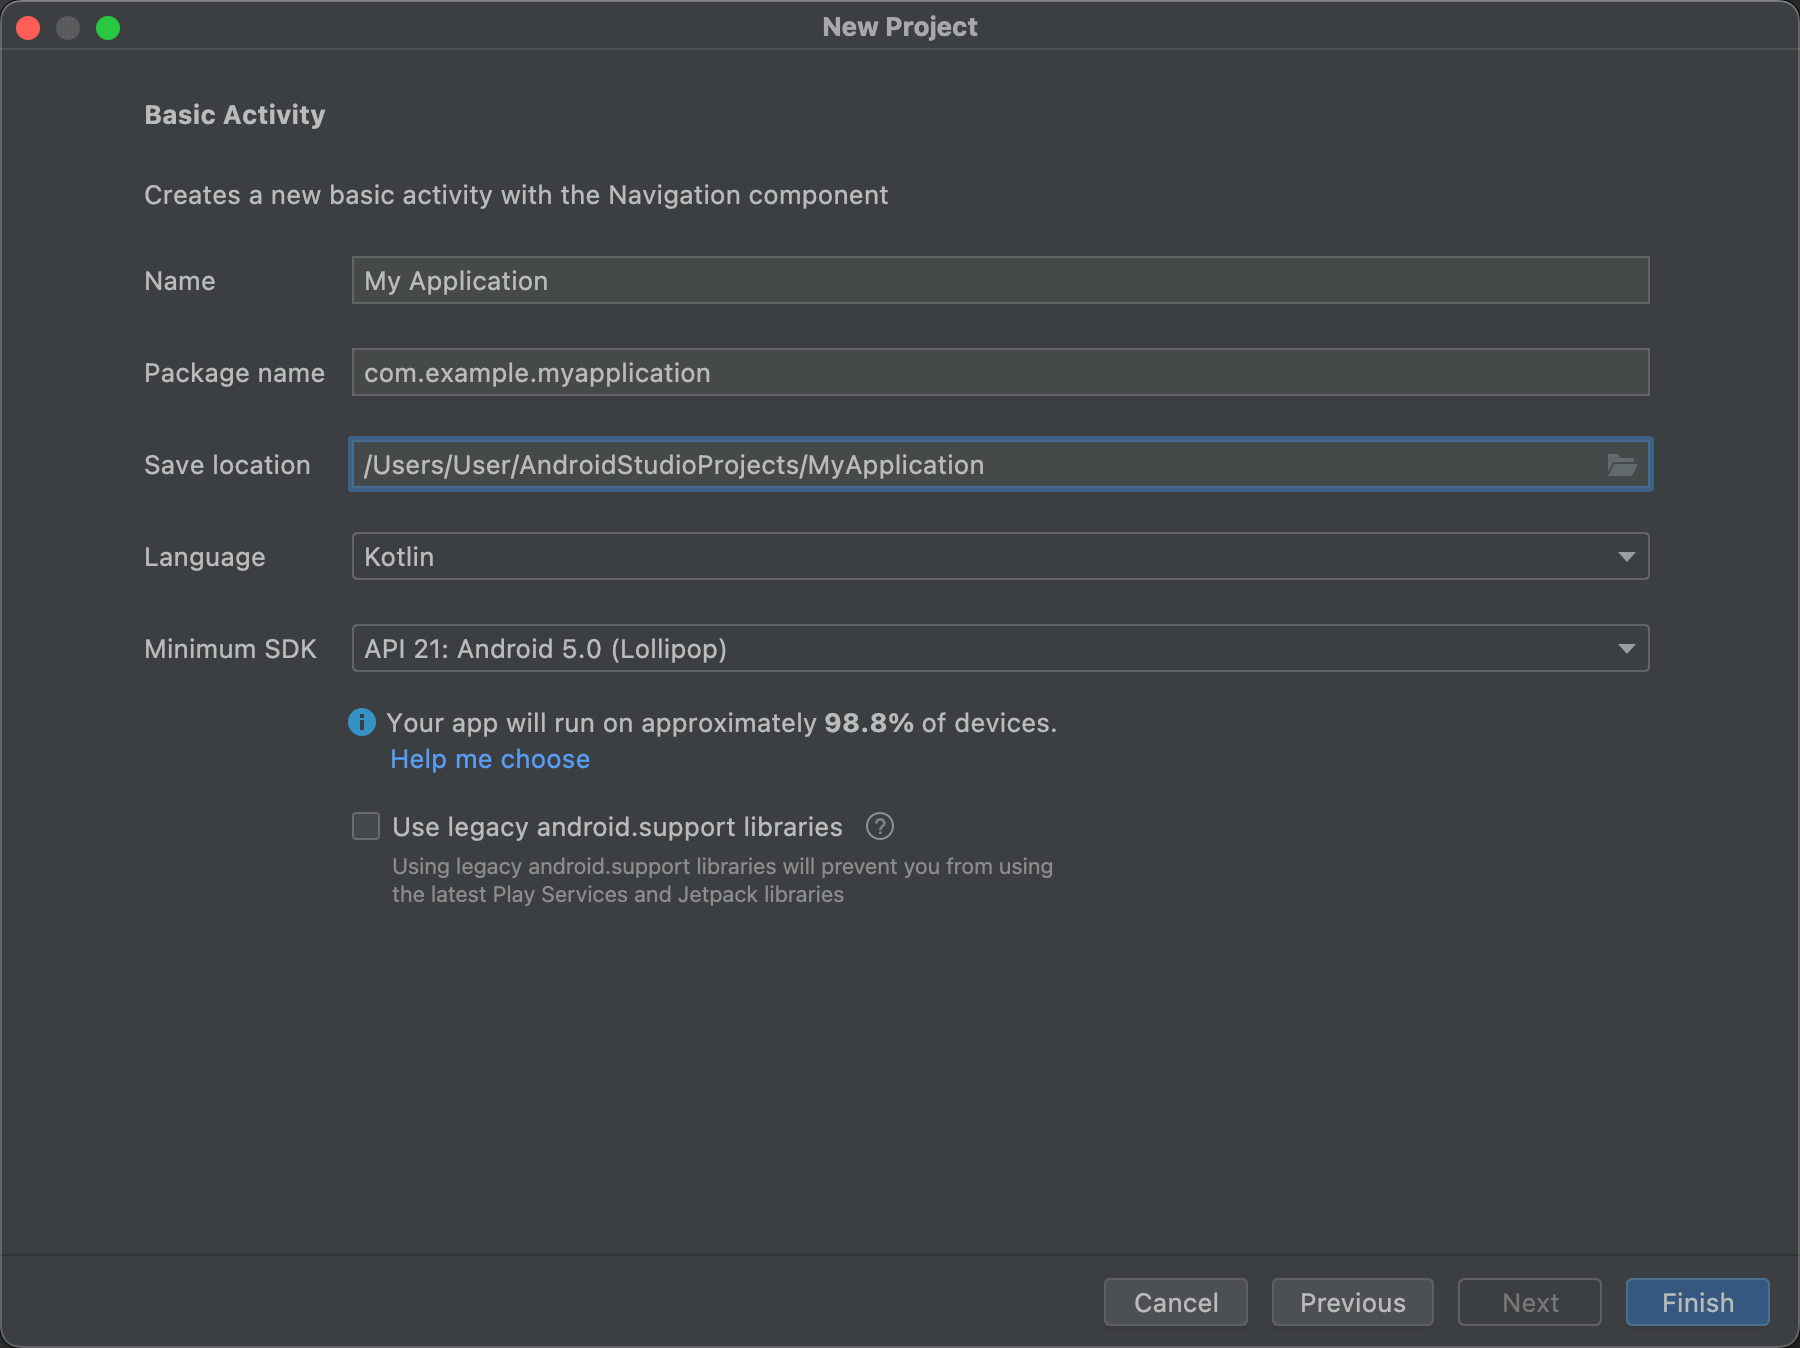 New Project
Basic Activity
Creates a new basic activity with the Navigation component
Name
My Application
Package name
com.example.myapplication
Save location
/Users/User/AndroidStudioProjects/MyApplication
Language
Kotlin
Minimum SDK
API 21: Android 5.0 (Lollipop)
Your app will run on approximately 98.8% of devices.
Help me choose
Use legacy android.support libraries
Using legacy android.support libraries will prevent you from using
the latest Play Services and Jetpack libraries
Cancel
Previous
Next
Finish